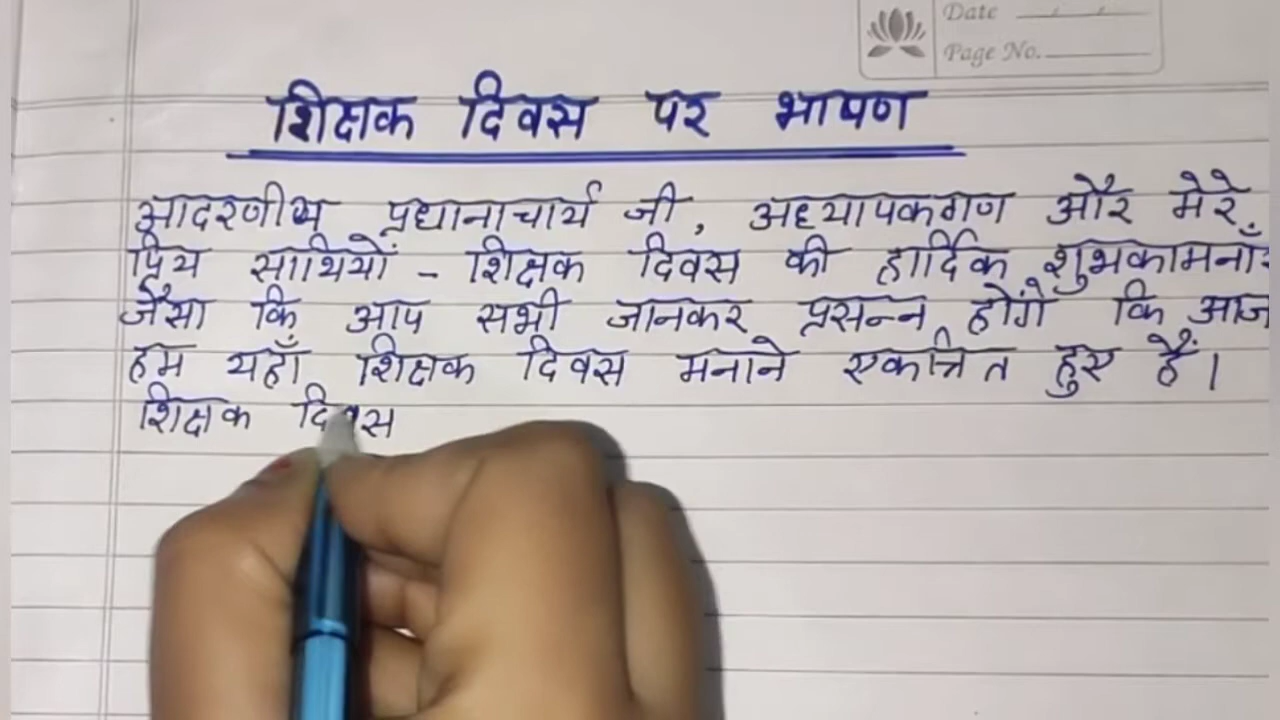 Date
Page No.
शिक्षक दिवस पर भाषण
आदरणीय प्रधानाचार्य जी, अध्यापकगण और मेरे
प्रिय साथियों - शिक्षक दिवस की हार्दिक शुभकामनाएँ
जैसा कि आप सभी जानकर प्रसन्न होंगे कि आज
हम यहाँ शिक्षक दिवस मनाने एकत्रित हुए हैं।
शिक्षक दिवस